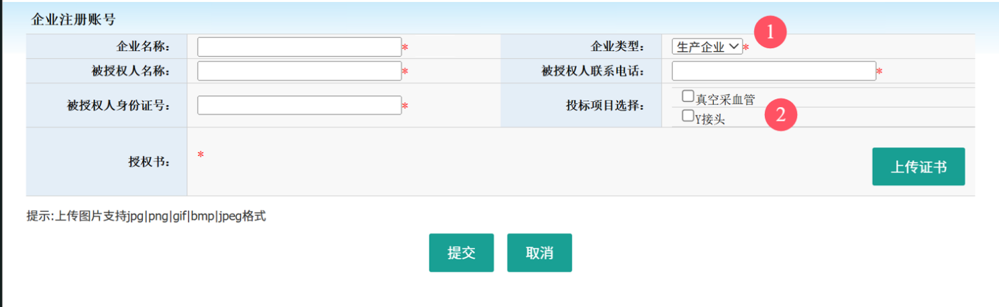 企业注册账号
企业名称： * 企业类型： 生产企业 * 1
被授权人名称： * 被授权人联系电话： *
被授权人身份证号： * 投标项目选择： 真空采血管
Y接头 2
授权书： * 上传证书
提示:上传图片支持jpg|png|gif|bmp|jpeg格式
提交 取消